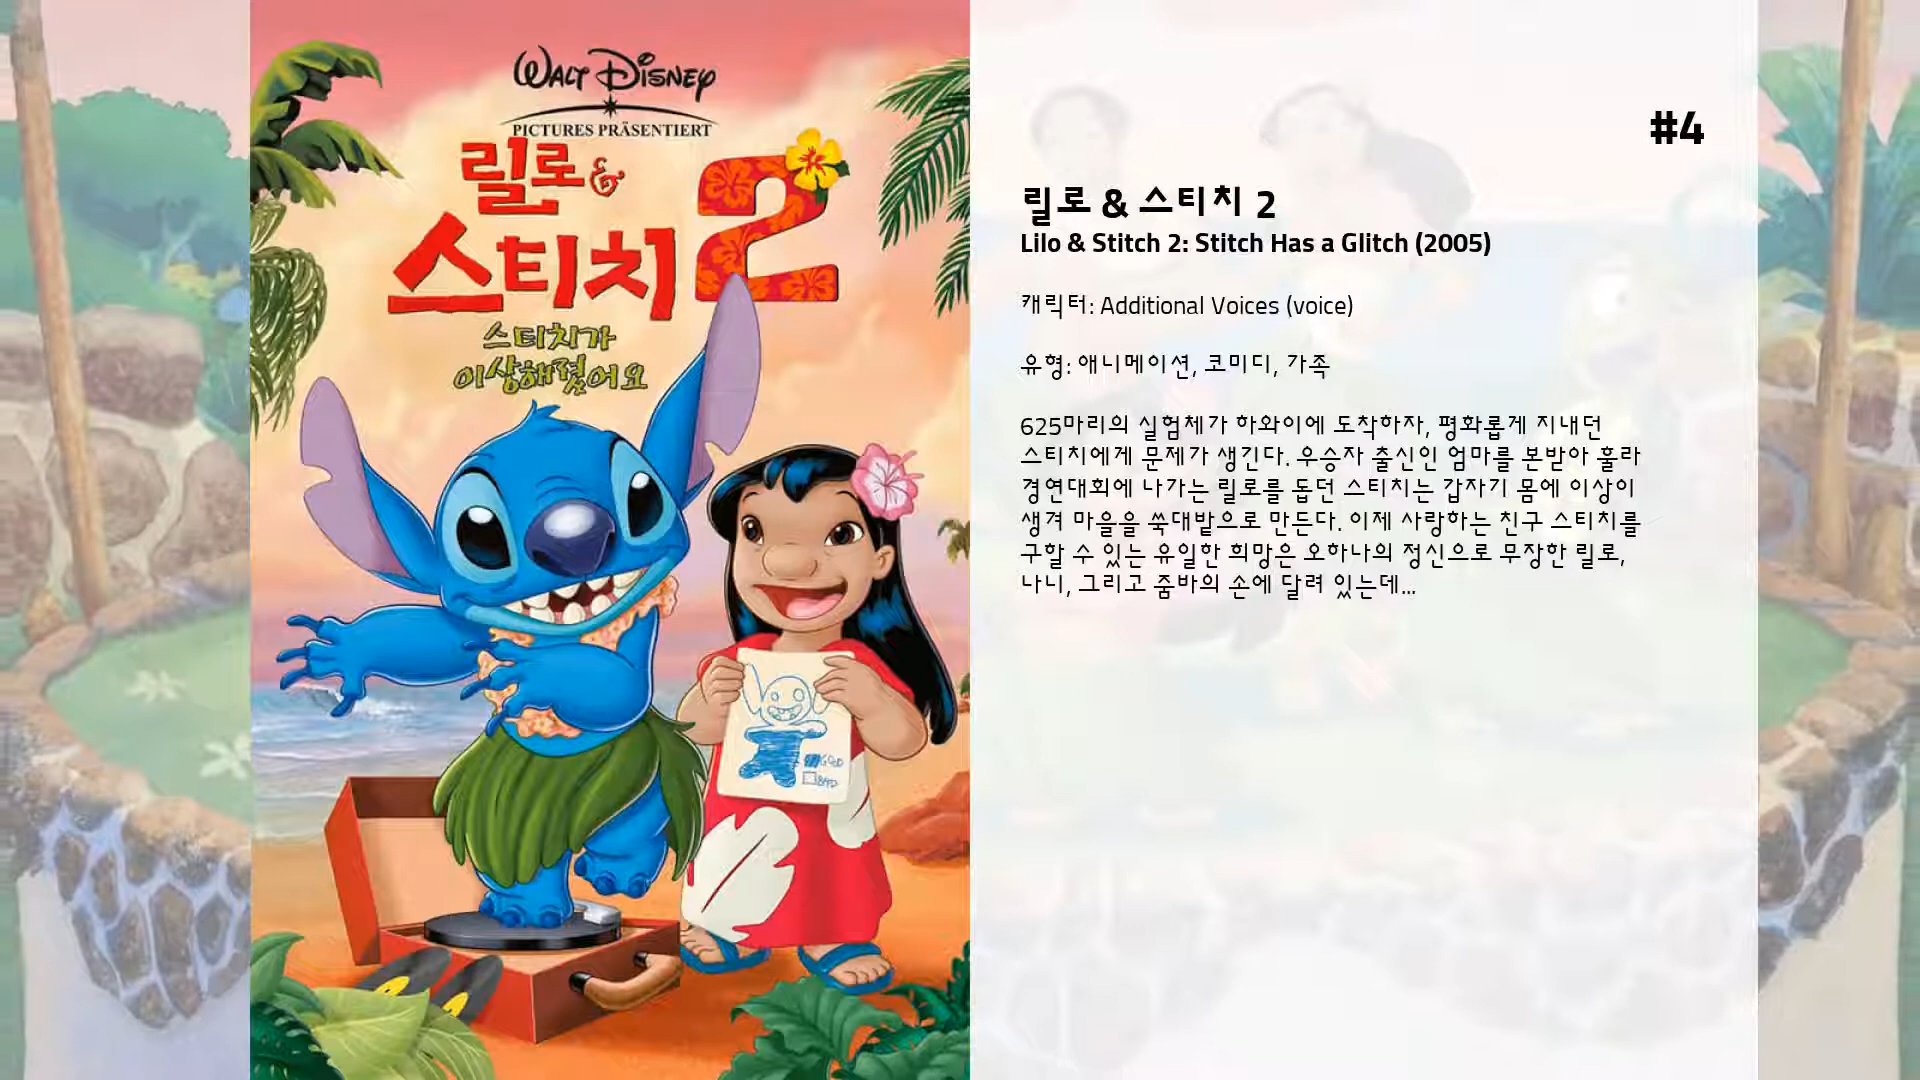 WALT DISNEY
PICTURES PRÄSENTIERT
릴로 &
스티치 2
스티치가
이상해졌어요
GOOD
BAD
#4
릴로 & 스티치 2
Lilo & Stitch 2: Stitch Has a Glitch (2005)
캐릭터: Additional Voices (voice)
유형: 애니메이션, 코미디, 가족
625마리의 실험체가 하와이에 도착하자, 평화롭게 지내던
스티치에게 문제가 생긴다. 우승자 출신인 엄마를 본받아 훌라
경연대회에 나가는 릴로를 돕던 스티치는 갑자기 몸에 이상이
생겨 마을을 쑥대밭으로 만든다. 이제 사랑하는 친구 스티치를
구할 수 있는 유일한 희망은 오하나의 정신으로 무장한 릴로,
나니, 그리고 줌바의 손에 달려 있는데...